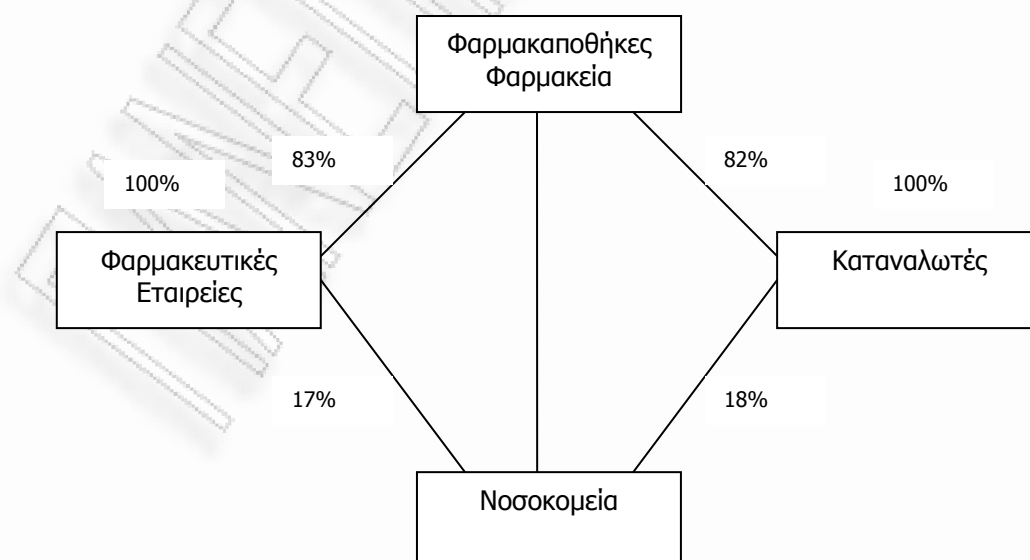 Φαρμακαποθήκες
Φαρμακεία
83%
82%
100%
100%
Φαρμακευτικές
Εταιρείες
Καταναλωτές
17%
18%
Νοσοκομεία